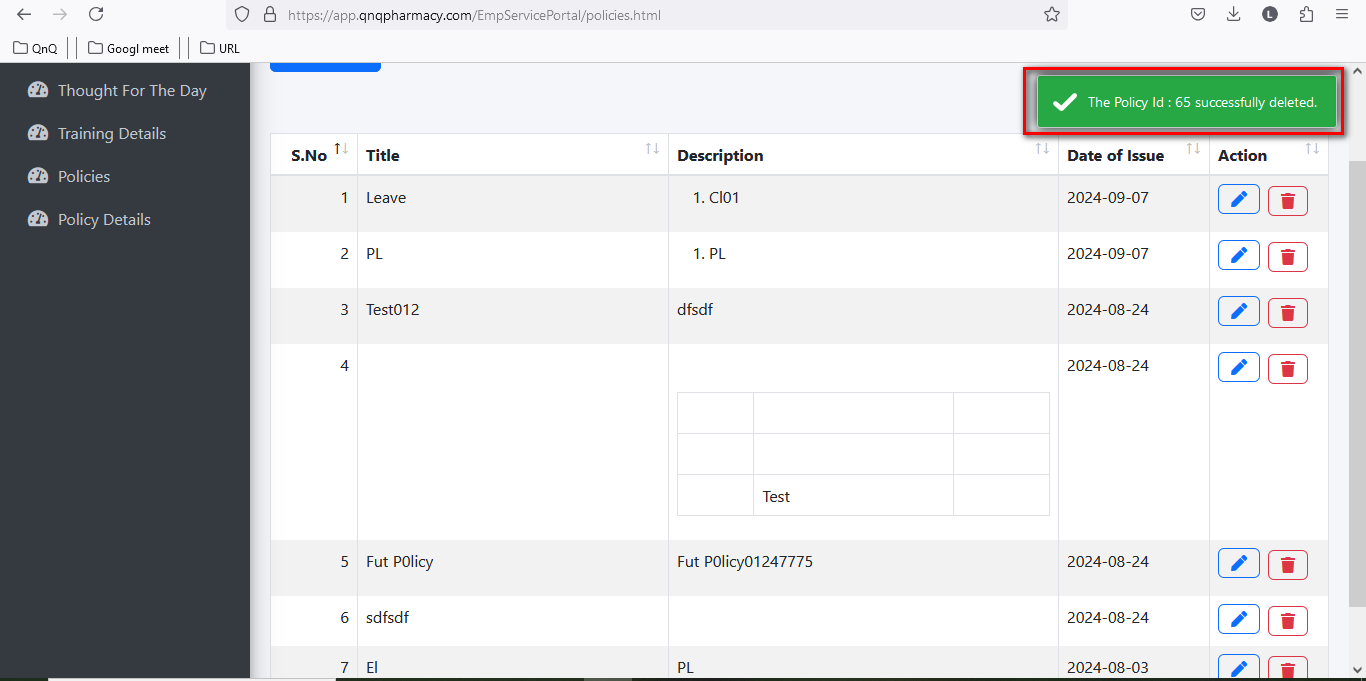 https://app.qnqpharmacy.com/EmpServicePortal/policies.html
L
QnQ Googl meet URL
Thought For The Day
Training Details
Policies
Policy Details
The Policy Id : 65 successfully deleted.
S.No Title Description Date of Issue Action
1 Leave 1. Cl01 2024-09-07
2 PL 1. PL 2024-09-07
3 Test012 dfsdf 2024-08-24
4 2024-08-24
Test
5 Fut P0licy Fut P0licy01247775 2024-08-24
6 sdfsdf 2024-08-24
7 El PL 2024-08-03